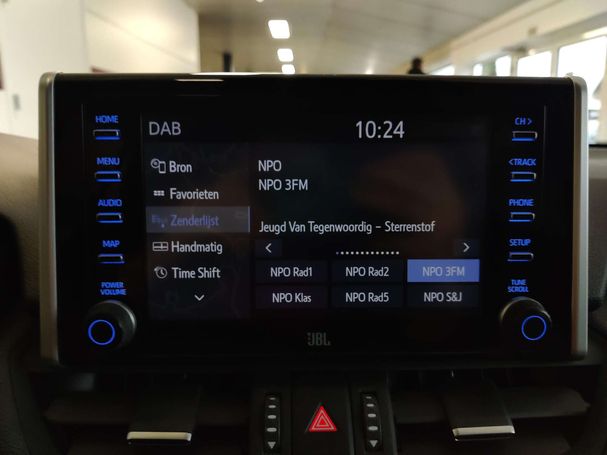 HOME
MENU
AUDIO
MAP
POWER
VOLUME
DAB
10:24
Bron
Favorieten
Zenderlijst
Handmatig
Time Shift
NPO
NPO 3FM
Jeugd Van Tegenwoordig - Sterrenstof
< >
NPO Rad1 NPO Rad2 NPO 3FM
NPO Klas NPO Rad5 NPO S&J
CH >
<TRACK
PHONE
SETUP
TUNE
SCROLL
JBL